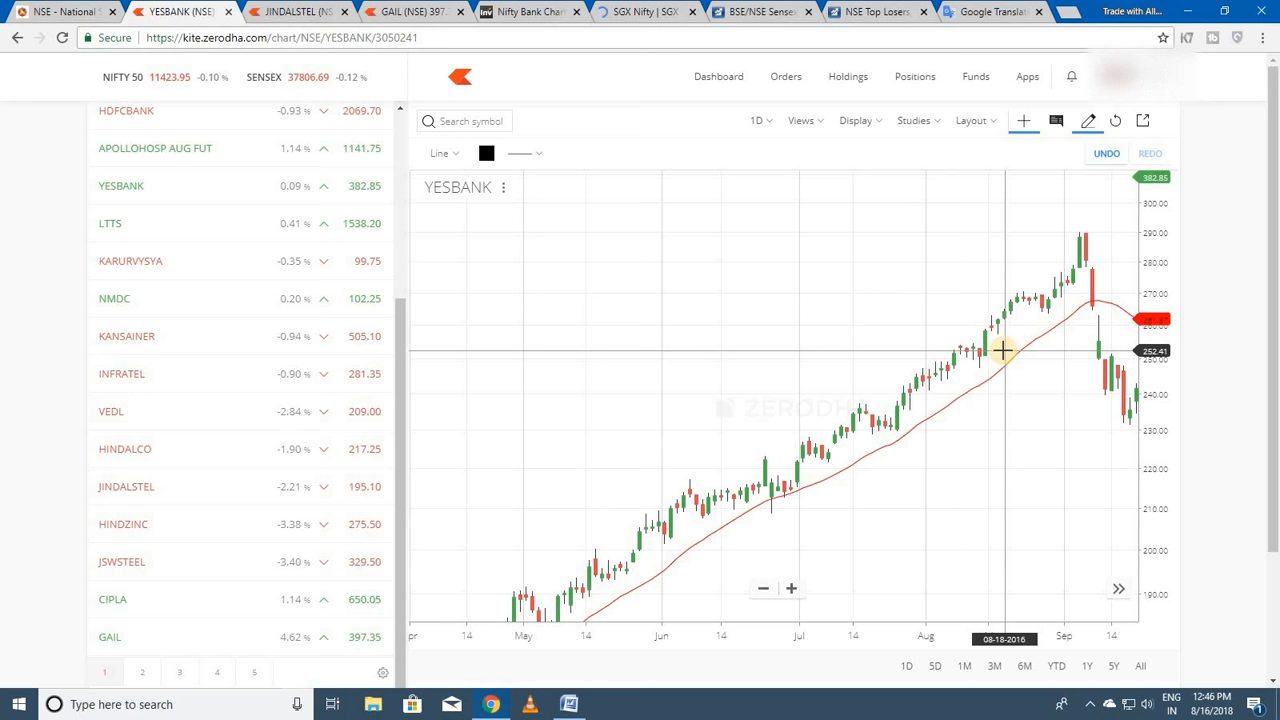 NSE - National S
YESBANK (NSE)
JINDALSTEL (NS
GAIL (NSE) 397.
Inv Nifty Bank Char
SGX Nifty | SGX
BSE/NSE Sensex
NSE Top Losers,
Google Translat
Trade with All...
Secure https://kite.zerodha.com/chart/NSE/YESBANK/3050241
NIFTY 50 11423.95 -0.10 % SENSEX 37806.69 -0.12 %
Dashboard Orders Holdings Positions Funds Apps
HDFCBANK -0.93 % 2069.70
APOLLOHOSP AUG FUT 1.14 % 1141.75
YESBANK 0.09 % 382.85
LTTS 0.41 % 1538.20
KARURVYSYA -0.35 % 99.75
NMDC 0.20 % 102.25
KANSAINER -0.94 % 505.10
INFRATEL -0.90 % 281.35
VEDL -2.84 % 209.00
HINDALCO -1.90 % 217.25
JINDALSTEL -2.21 % 195.10
HINDZINC -3.38 % 275.50
JSWSTEEL -3.40 % 329.50
CIPLA 1.14 % 650.05
GAIL 4.62 % 397.35
1 2 3 4 5
Search symbol 1D Views Display Studies Layout
Line UNDO REDO
YESBANK
382.85
300.00
290.00
280.00
270.00
252.41
250.00
240.00
230.00
220.00
210.00
200.00
190.00
ZERODH
14 May 14 Jun 14 Jul 14 Aug 08-18-2016 Sep 14
1D 5D 1M 3M 6M YTD 1Y 5Y All
Type here to search
ENG
IN
12:46 PM
8/16/2018